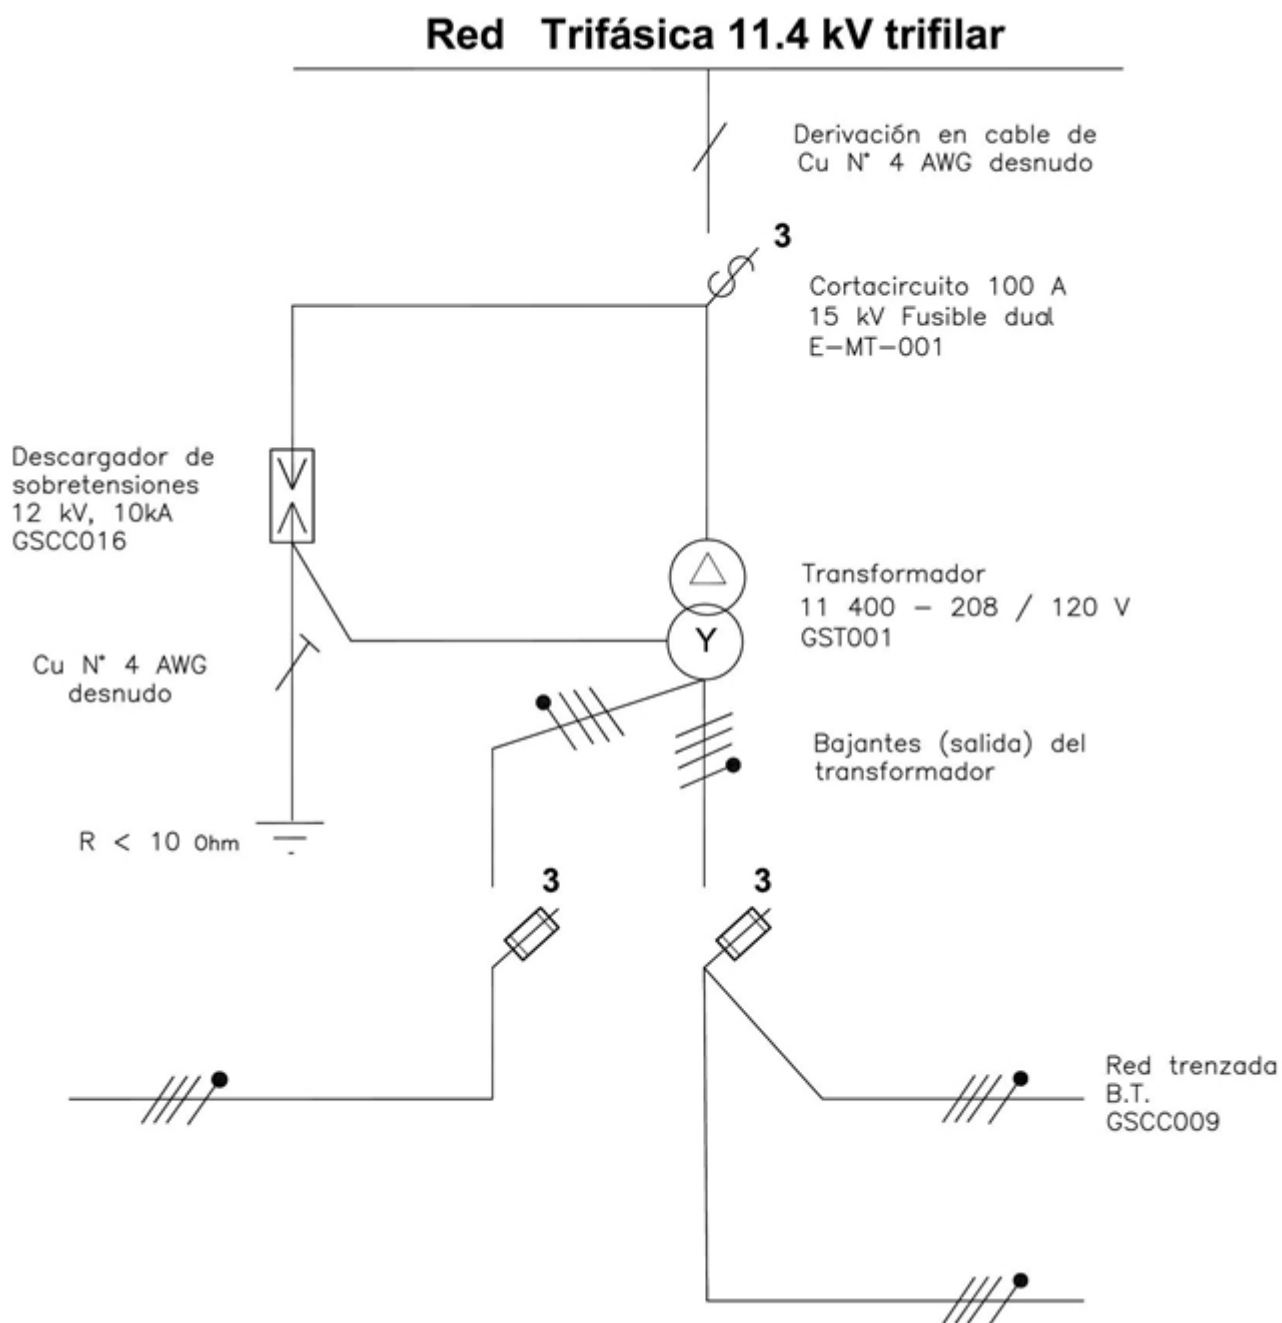 Red Trifásica 11.4 kV trifilar
Derivación en cable de
Cu N° 4 AWG desnudo
3
Cortacircuito 100 A
15 kV Fusible dual
E-MT-001
Descargador de
sobretensiones
12 kV, 10kA
GSCC016
Transformador
11 400 - 208 / 120 V
GST001
Y
Cu N° 4 AWG
desnudo
Bajantes (salida) del
transformador
R < 10 Ohm
3
3
Red trenzada
B.T.
GSCC009